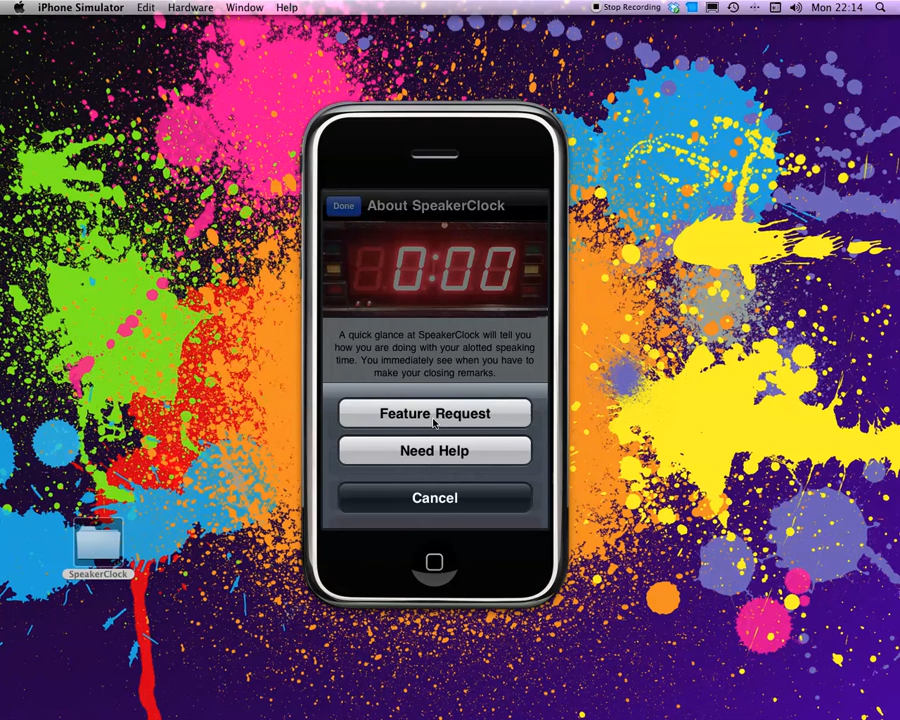 iPhone Simulator Edit Hardware Window Help Stop Recording Mon 22:14
Done About SpeakerClock
0:00
A quick glance at SpeakerClock will tell you
how you are doing with your alotted speaking
time. You immediately see when you have to
make your closing remarks.
Feature Request
Need Help
Cancel
SpeakerClock